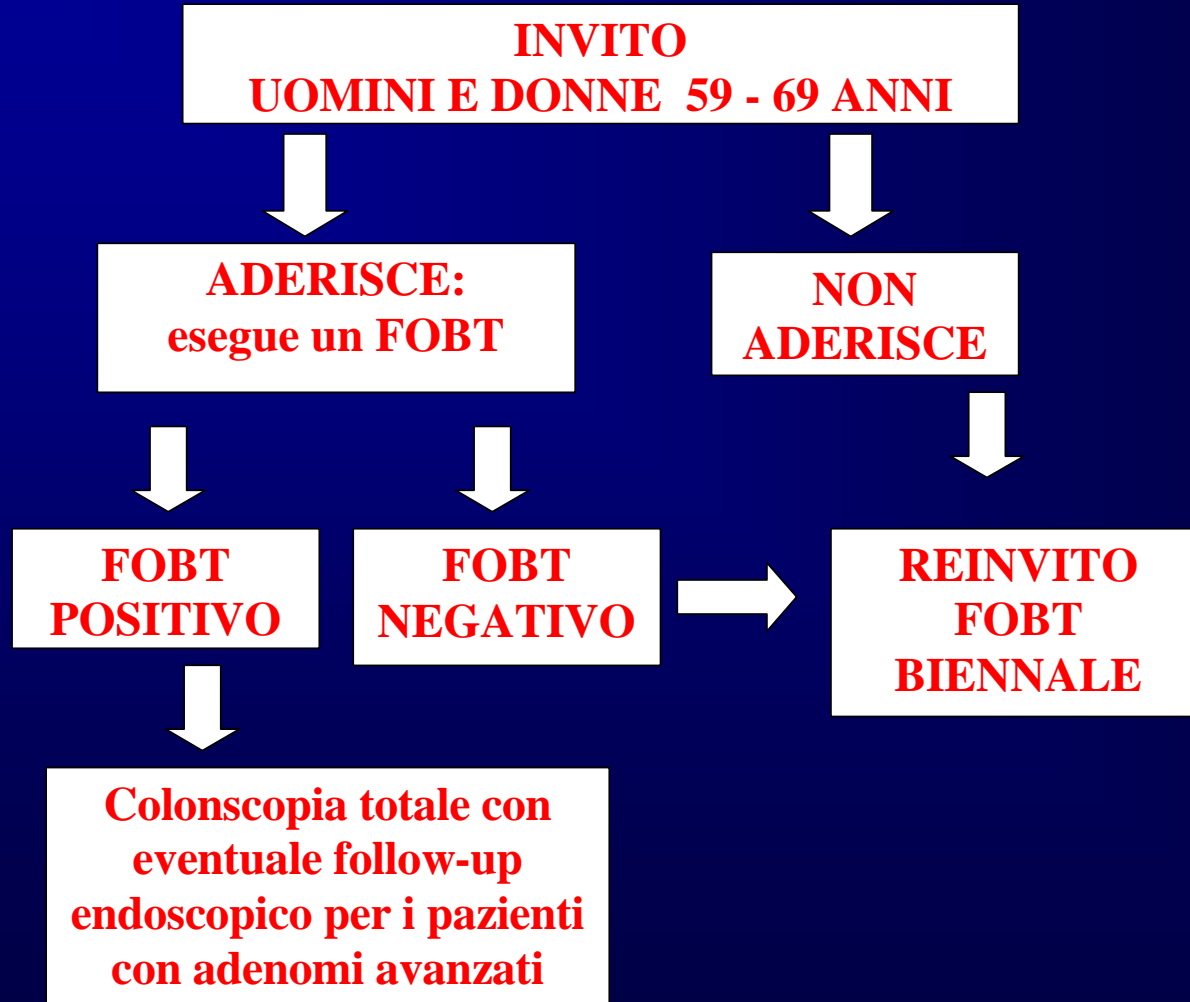 INVITO
UOMINI E DONNE 59 - 69 ANNI
ADERISCE:
esegue un FOBT
NON
ADERISCE
FOBT
POSITIVO
FOBT
NEGATIVO
REINVITO
FOBT
BIENNALE
Colonscopia totale con
eventuale follow-up
endoscopico per i pazienti
con adenomi avanzati